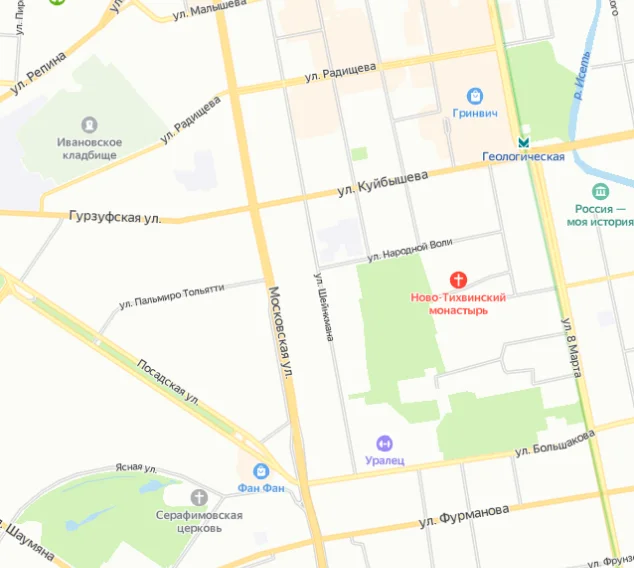 ул. Малышева
ул. Репина
ул. Радищева
ул. Радищева
Гринвич
р. Исеть
Ивановское
кладбище
Геологическая
ул. Куйбышева
Гурзуфская ул.
Россия —
моя история
ул. Народной Воли
Ново-Тихвинский
монастырь
ул. Пальмиро Тольятти
Московская ул.
ул. Шейнкмана
ул. 8 Марта
Посадская ул.
Уралец
ул. Большакова
Ясная ул.
Фан Фан
Серафимовская
церковь
ул. Фурманова
ул. Шаумяна
ул. Фрунз